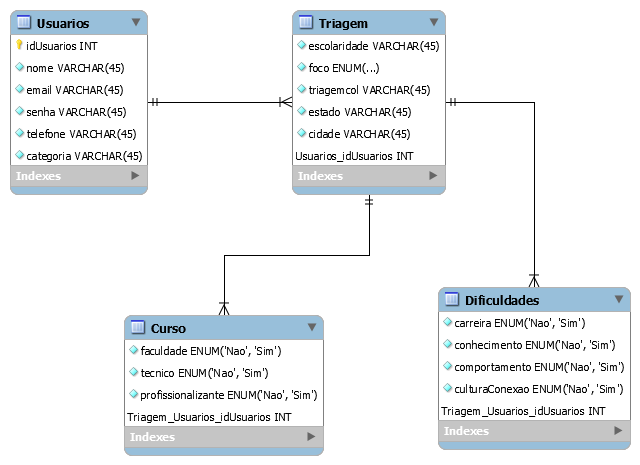 Usuarios
idUsuarios INT
nome VARCHAR(45)
email VARCHAR(45)
senha VARCHAR(45)
telefone VARCHAR(45)
categoria VARCHAR(45)
Indexes
Triagem
escolaridade VARCHAR(45)
foco ENUM(...)
triagemcol VARCHAR(45)
estado VARCHAR(45)
cidade VARCHAR(45)
Usuarios_idUsuarios INT
Indexes
Curso
faculdade ENUM('Nao', 'Sim')
tecnico ENUM('Nao', 'Sim')
profissionalizante ENUM('Nao', 'Sim')
Triagem_Usuarios_idUsuarios INT
Indexes
Dificuldades
carreira ENUM('Nao', 'Sim')
conhecimento ENUM('Nao', 'Sim')
comportamento ENUM('Nao', 'Sim')
culturaConexao ENUM('Nao', 'Sim')
Triagem_Usuarios_idUsuarios INT
Indexes